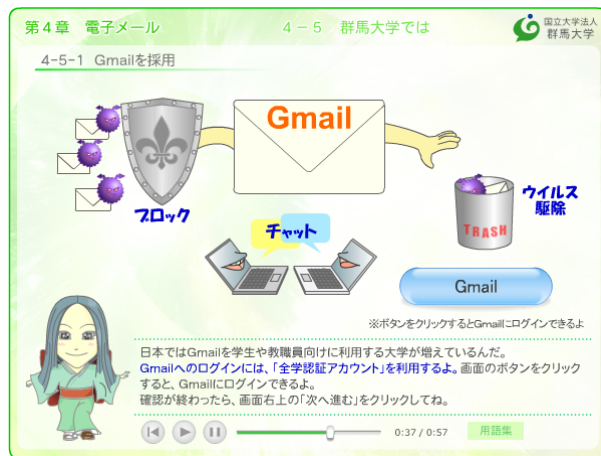 第4章 電子メール
4-5 群馬大学では
国立大学法人
群馬大学
4-5-1 Gmailを採用
Gmail
ブロック
ウイルス
駆除
TRASH
チャット
Gmail
※ボタンをクリックするとGmailにログインできるよ
日本ではGmailを学生や教職員向けに利用する大学が増えているんだ。
Gmailへのログインには、「全学認証アカウント」を利用するよ。画面のボタンをクリック
すると、Gmailにログインできるよ。
確認が終わったら、画面右上の「次へ進む」をクリックしてね。
0:37 / 0:57
用語集